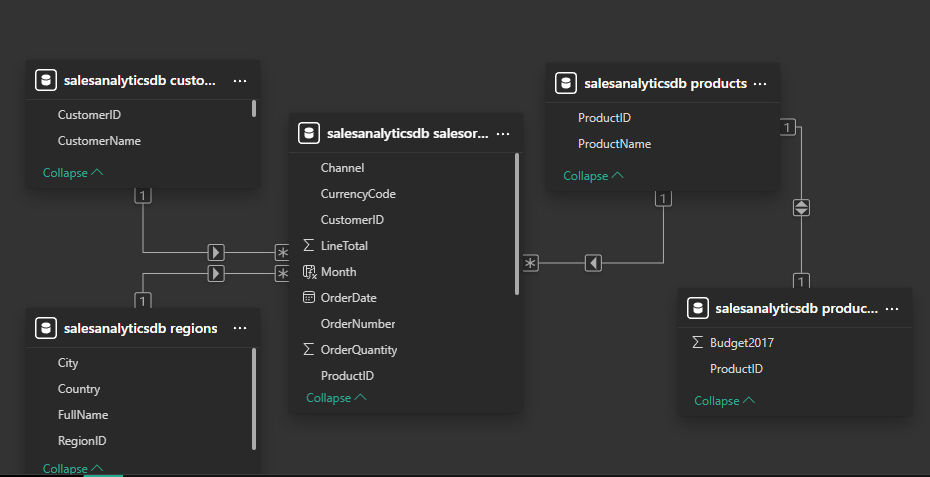 salesanalyticsdb custo... ...
CustomerID
CustomerName
Collapse
1
*
salesanalyticsdb salesor... ...
Channel
CurrencyCode
CustomerID
LineTotal
Month
OrderDate
OrderNumber
OrderQuantity
ProductID
Collapse
salesanalyticsdb products ...
ProductID
ProductName
Collapse
1
1
*
*
1
1
salesanalyticsdb regions ...
City
Country
FullName
RegionID
Collapse
salesanalyticsdb produc... ...
Σ Budget2017
ProductID
Collapse